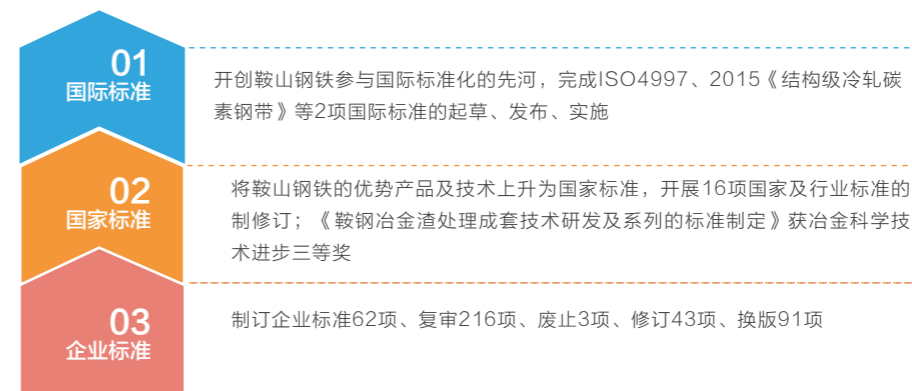 01
国际标准
开创鞍山钢铁参与国际标准化的先河，完成ISO4997、2015《结构级冷轧碳
素钢带》等2项国际标准的起草、发布、实施
02
国家标准
将鞍山钢铁的优势产品及技术上升为国家标准，开展16项国家及行业标准的
制修订；《鞍钢冶金渣处理成套技术研发及系列的标准制定》获冶金科学技
术进步三等奖
03
企业标准
制订企业标准62项、复审216项、废止3项、修订43项、换版91项